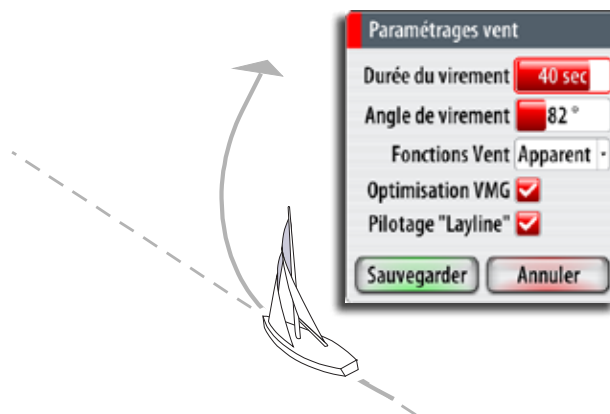 Paramétrages vent
Durée du virement 40 sec
Angle de virement 82 °
Fonctions Vent Apparent
Optimisation VMG
Pilotage "Layline"
Sauvegarder Annuler